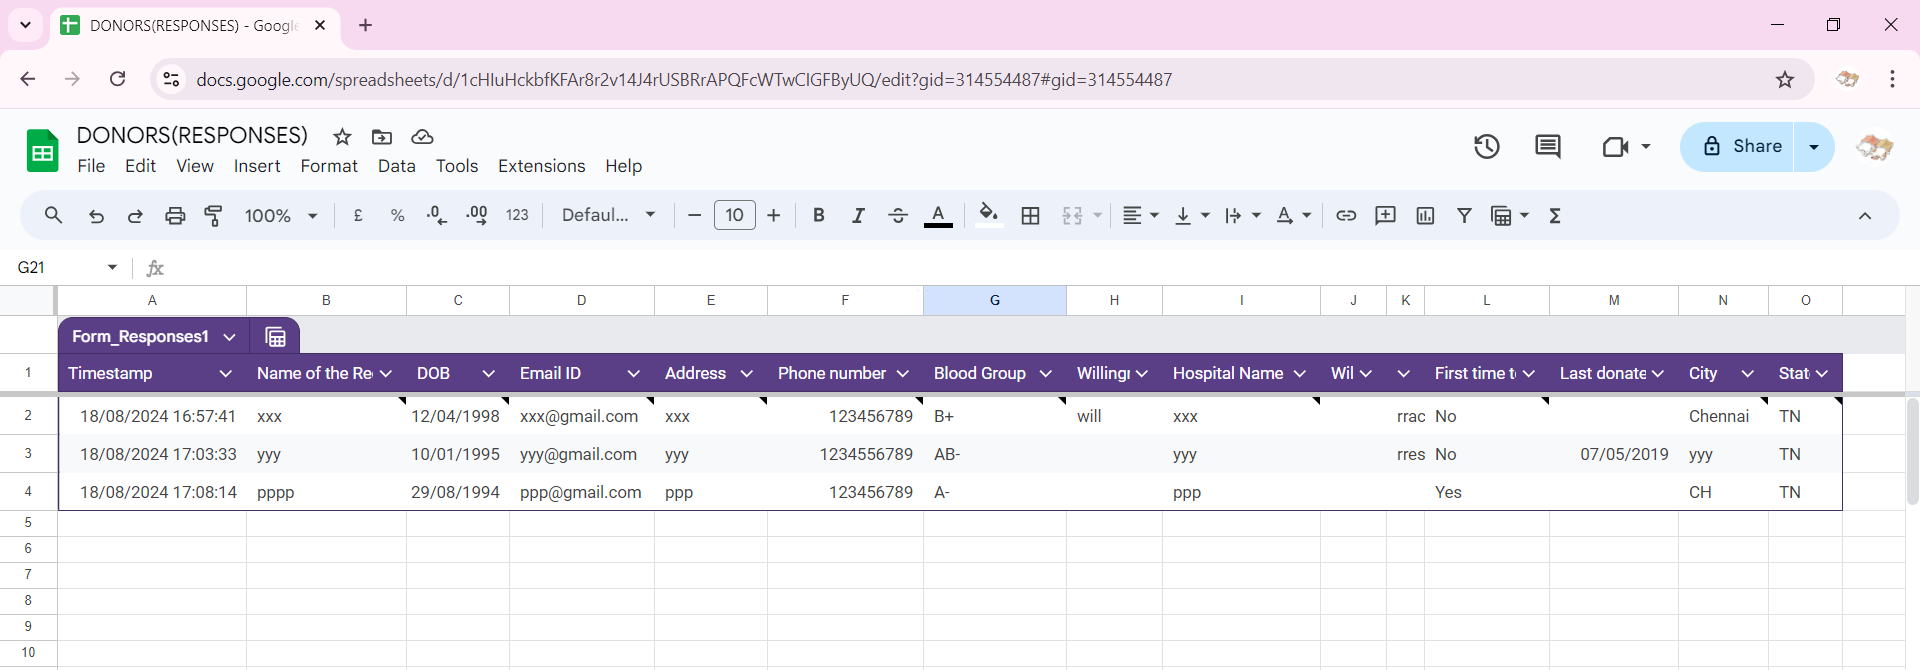 DONORS(RESPONSES) - Google
docs.google.com/spreadsheets/d/1cHIuHckbfKFAr8r2v14J4rUSBRrAPQFcWTwCIGFByUQ/edit?gid=314554487#gid=314554487
DONORS(RESPONSES)
File Edit View Insert Format Data Tools Extensions Help
Share
100% £ % .0 .00 123 Defaul... 10 B I S A A Σ
G21 fx
A B C D E F G H I J K L M N O
Form_Responses1
1 Timestamp Name of the Re DOB Email ID Address Phone number Blood Group Willingr Hospital Name Wil First time t Last donate City Stat
2 18/08/2024 16:57:41 xxx 12/04/1998 xxx@gmail.com xxx 123456789 B+ will xxx rrac No Chennai TN
3 18/08/2024 17:03:33 yyy 10/01/1995 yyy@gmail.com yyy 1234556789 AB- yyy rres No 07/05/2019 yyy TN
4 18/08/2024 17:08:14 pppp 29/08/1994 ppp@gmail.com ppp 123456789 A- ppp Yes CH TN
5
6
7
8
9
10